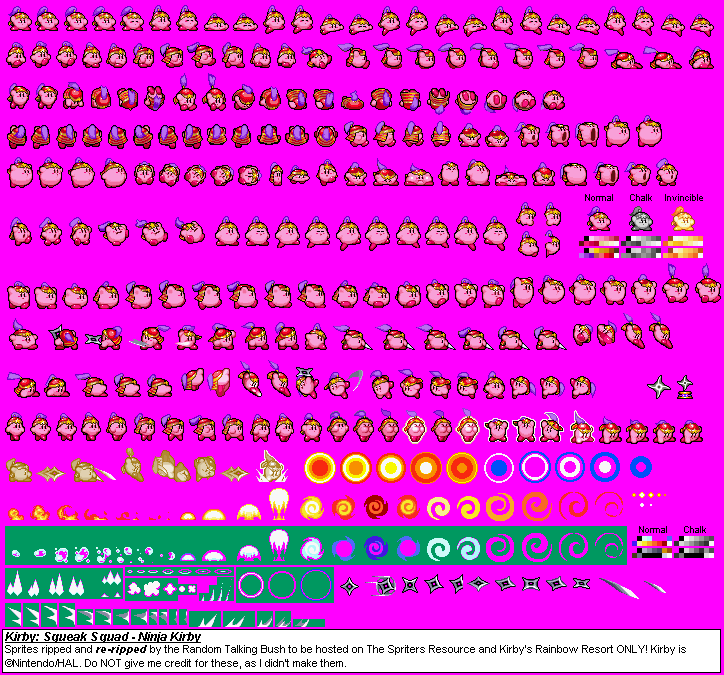 Normal Chalk Invincible
Normal Chalk
Kirby: Squeak Squad - Ninja Kirby
Sprites ripped and re-ripped by the Random Talking Bush to be hosted on The Spriters Resource and Kirby's Rainbow Resort ONLY! Kirby is
©Nintendo/HAL. Do NOT give me credit for these, as I didn't make them.